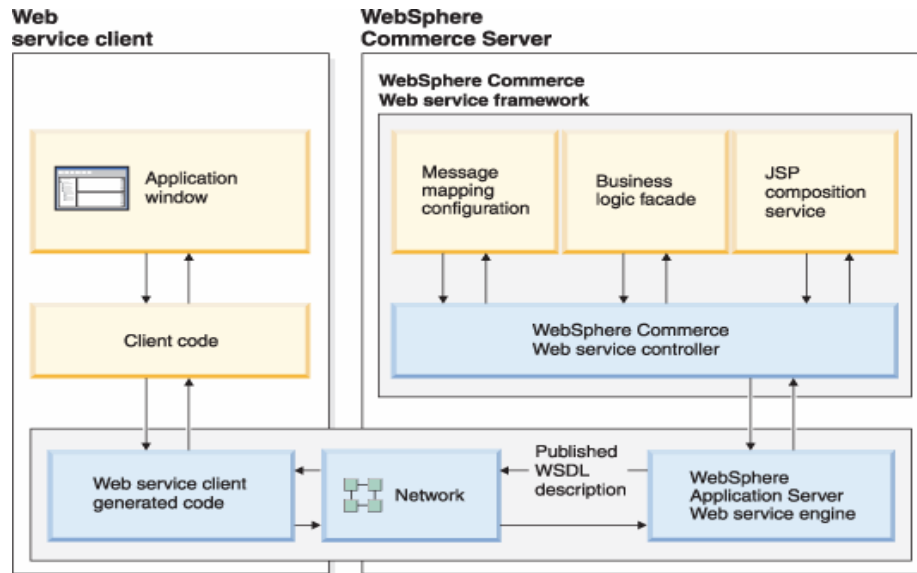 Web
service client
WebSphere
Commerce Server
WebSphere Commerce
Web service framework
Application
window
Message
mapping
configuration
Business
logic facade
JSP
composition
service
Client code
WebSphere Commerce
Web service controller
Web service client
generated code
Network
Published
WSDL
description
WebSphere
Application Server
Web service engine